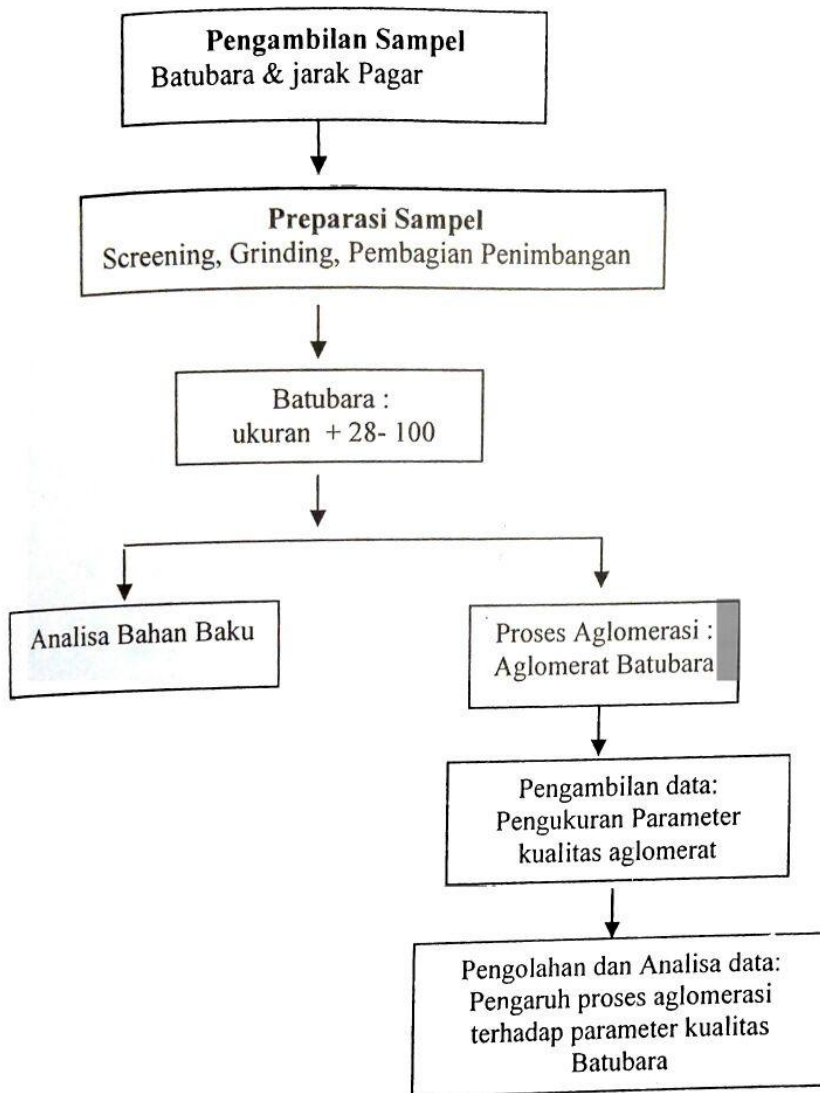 Pengambilan Sampel
Batubara & jarak Pagar
Preparasi Sampel
Screening, Grinding, Pembagian Penimbangan
Batubara :
ukuran + 28- 100
Analisa Bahan Baku
Proses Aglomerasi :
Aglomerat Batubara
Pengambilan data:
Pengukuran Parameter
kualitas aglomerat
Pengolahan dan Analisa data:
Pengaruh proses aglomerasi
terhadap parameter kualitas
Batubara